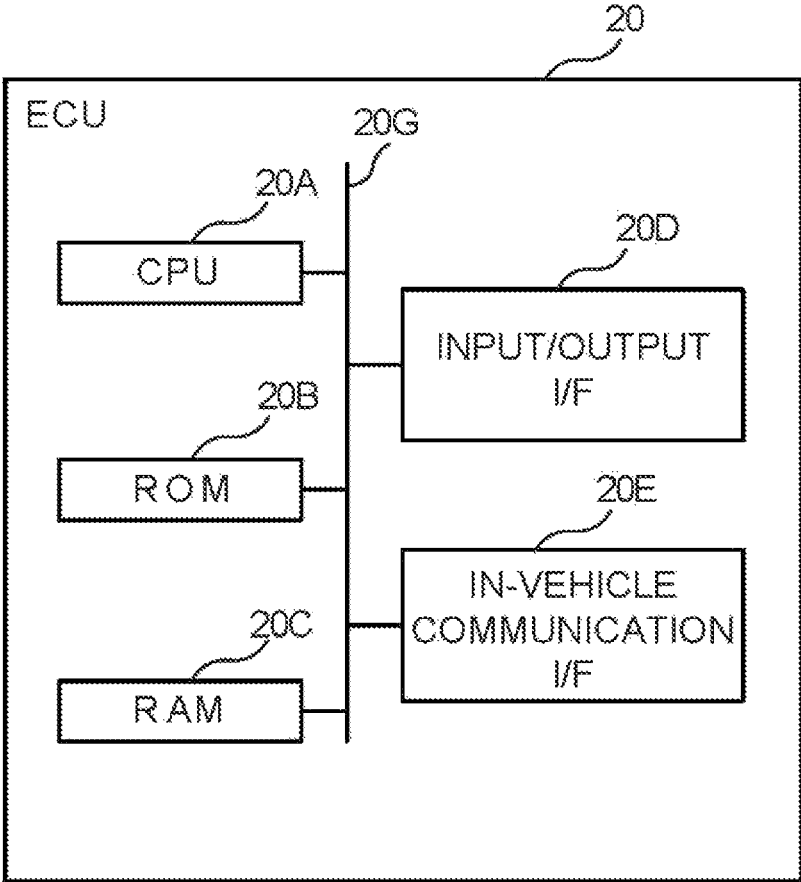 20
ECU
20G
20A
CPU
20D
INPUT/OUTPUT
I/F
20B
ROM
20E
IN-VEHICLE
COMMUNICATION
I/F
20C
RAM